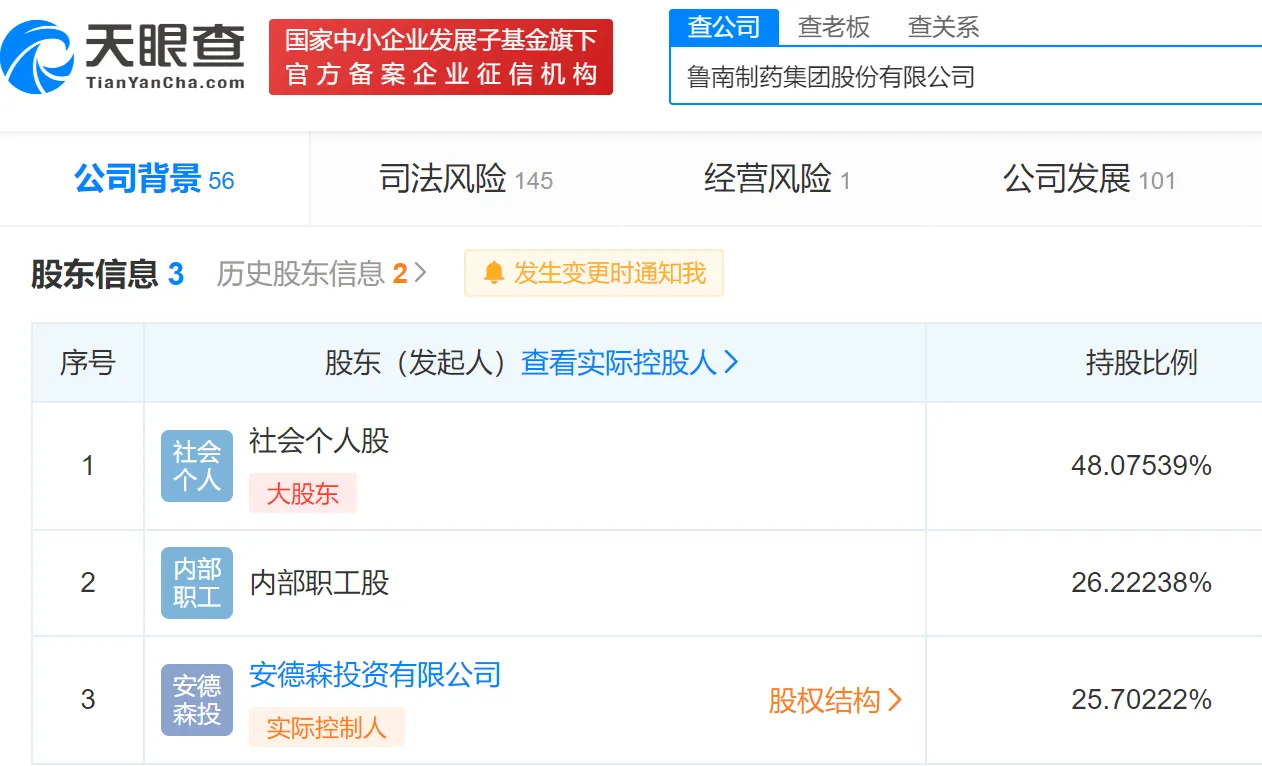 天眼查
TianYanCha.com
国家中小企业发展子基金旗下
官方备案企业征信机构
查公司 查老板 查关系
鲁南制药集团股份有限公司
公司背景 56 司法风险 145 经营风险 1 公司发展 101
股东信息 3 历史股东信息 2 > 发生变更时通知我
序号 股东（发起人）查看实际控股人 > 持股比例
社会
个人
社会个人股
大股东
1
48.07539%
内部
职工
2 内部职工股 26.22238%
安德
森投
安德森投资有限公司
实际控制人
3
股权结构 >
25.70222%